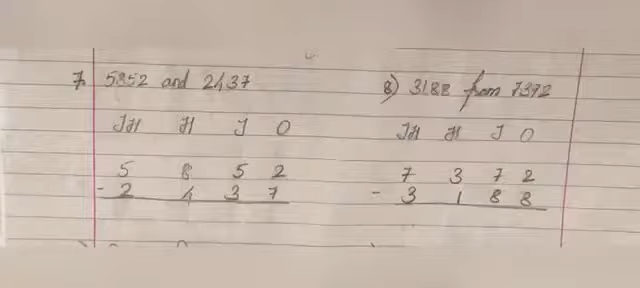 7. 5852 and 2437
TH H T O
5 8 5 2
- 2 4 3 7
8) 3188 from 7372
TH H T O
7 3 7 2
- 3 1 8 8